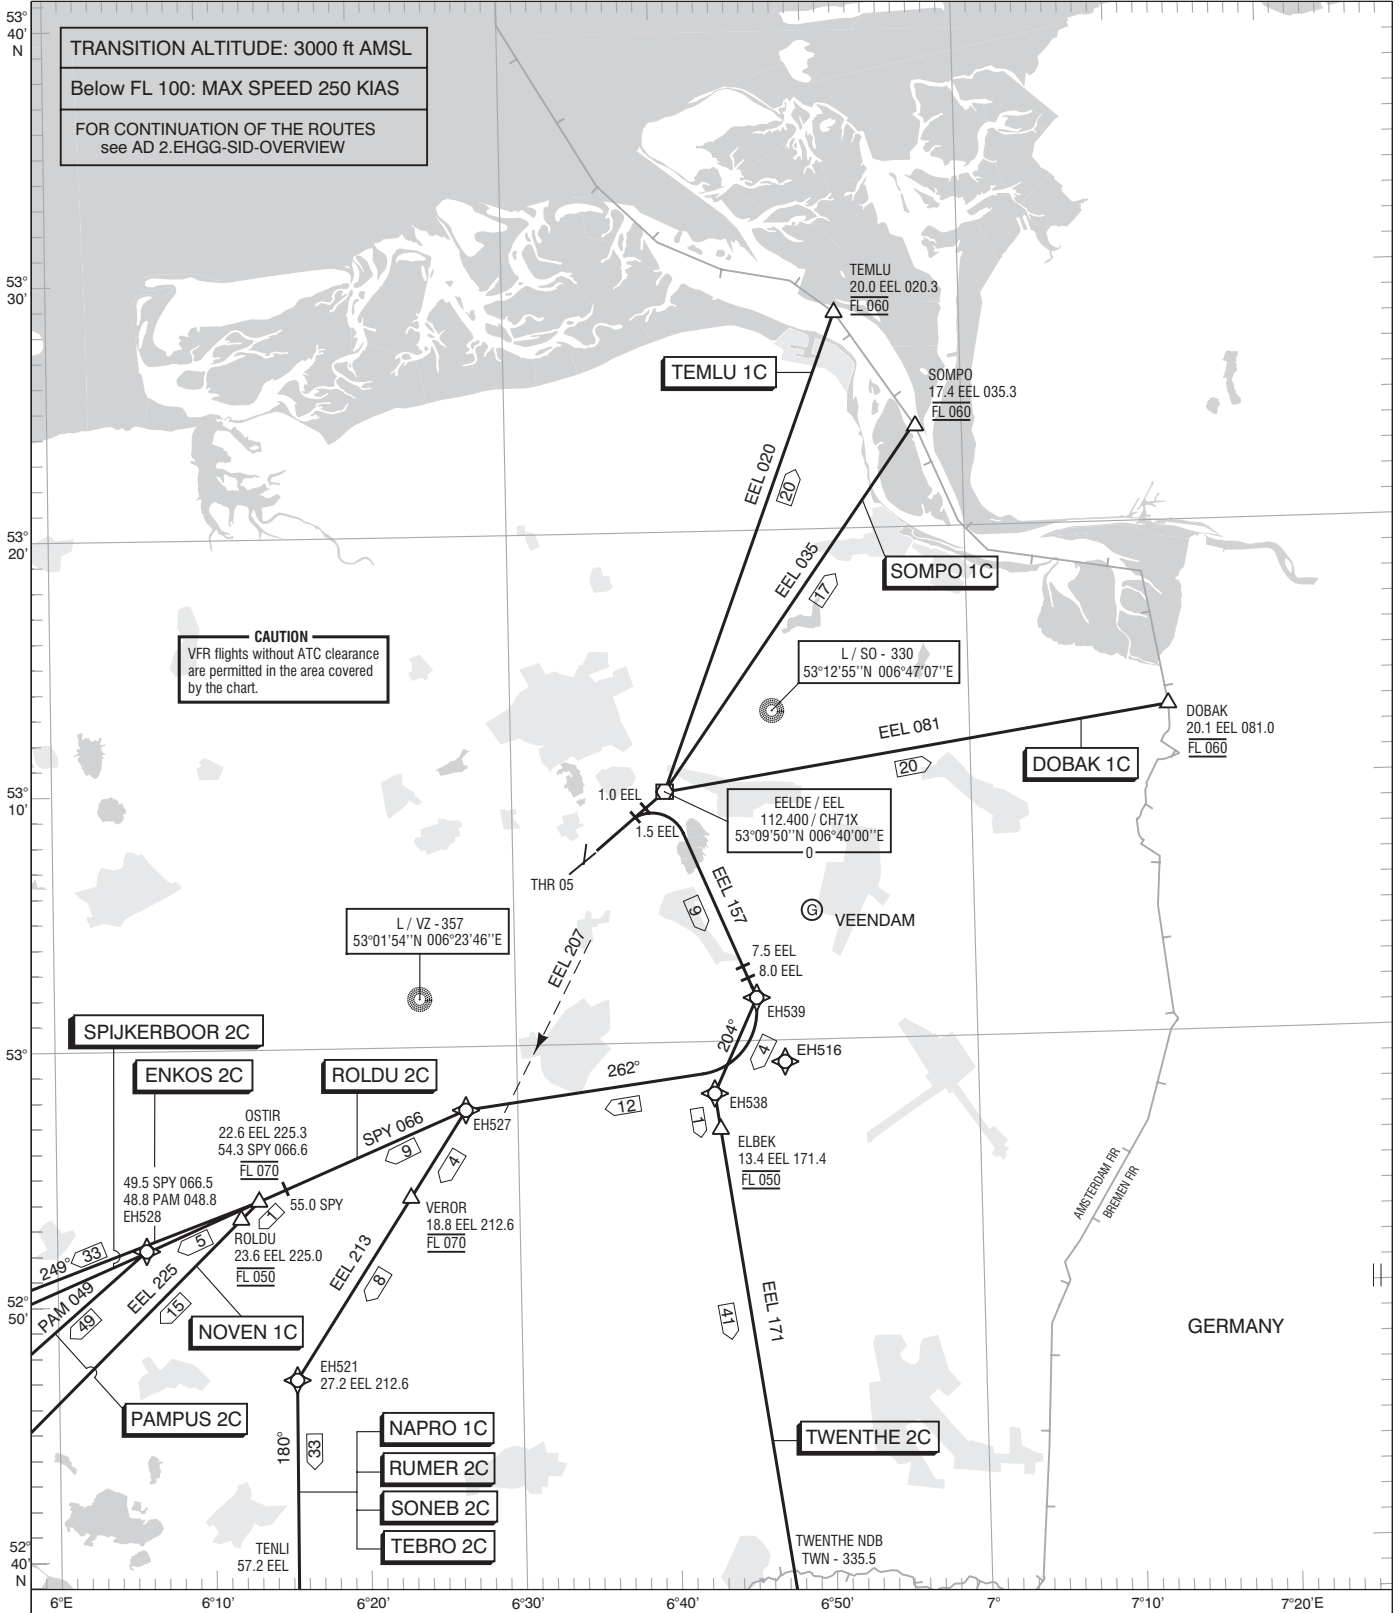 53°
40'
N
TRANSITION ALTITUDE: 3000 ft AMSL
Below FL 100: MAX SPEED 250 KIAS
FOR CONTINUATION OF THE ROUTES
see AD 2.EHGG-SID-OVERVIEW
53°
30'
TEMLU
20.0 EEL 020.3
FL 060
TEMLU 1C
SOMPO
17.4 EEL 035.3
FL 060
EEL 020
20
53°
20'
EEL 035
17
SOMPO 1C
CAUTION
VFR flights without ATC clearance
are permitted in the area covered
by the chart.
L / SO - 330
53°12'55''N 006°47'07''E
DOBAK
20.1 EEL 081.0
FL 060
EEL 081
20
DOBAK 1C
53°
10'
1.0 EEL
1.5 EEL
EELDE / EEL
112.400 / CH71X
53°09'50''N 006°40'00''E
0
THR 05
EEL 157
9
G
VEENDAM
L / VZ - 357
53°01'54''N 006°23'46''E
EEL 207
7.5 EEL
8.0 EEL
EH539
53°
SPIJKERBOOR 2C
ENKOS 2C
ROLDU 2C
204°
4
EH516
262°
12
EH538
1
ELBEK
13.4 EEL 171.4
FL 050
EH527
SPY 066
9
4
OSTIR
22.6 EEL 225.3
54.3 SPY 066.6
FL 070
49.5 SPY 066.5
48.8 PAM 048.8
EH528
55.0 SPY
1
VEROR
18.8 EEL 212.6
FL 070
AMSTERDAM FIR
BREMEN FIR
249°
33
5
ROLDU
23.6 EEL 225.0
FL 050
EEL 213
8
52°
50'
PAM 049
49
EEL 225
15
NOVEN 1C
EEL 171
41
GERMANY
EH521
27.2 EEL 212.6
PAMPUS 2C
180°
33
NAPRO 1C
RUMER 2C
SONEB 2C
TEBRO 2C
TWENTHE 2C
TENLI
57.2 EEL
TWENTHE NDB
TWN - 335.5
52°
40'
N
6°E
6°10'
6°20'
6°30'
6°40'
6°50'
7°
7°10'
7°20'E